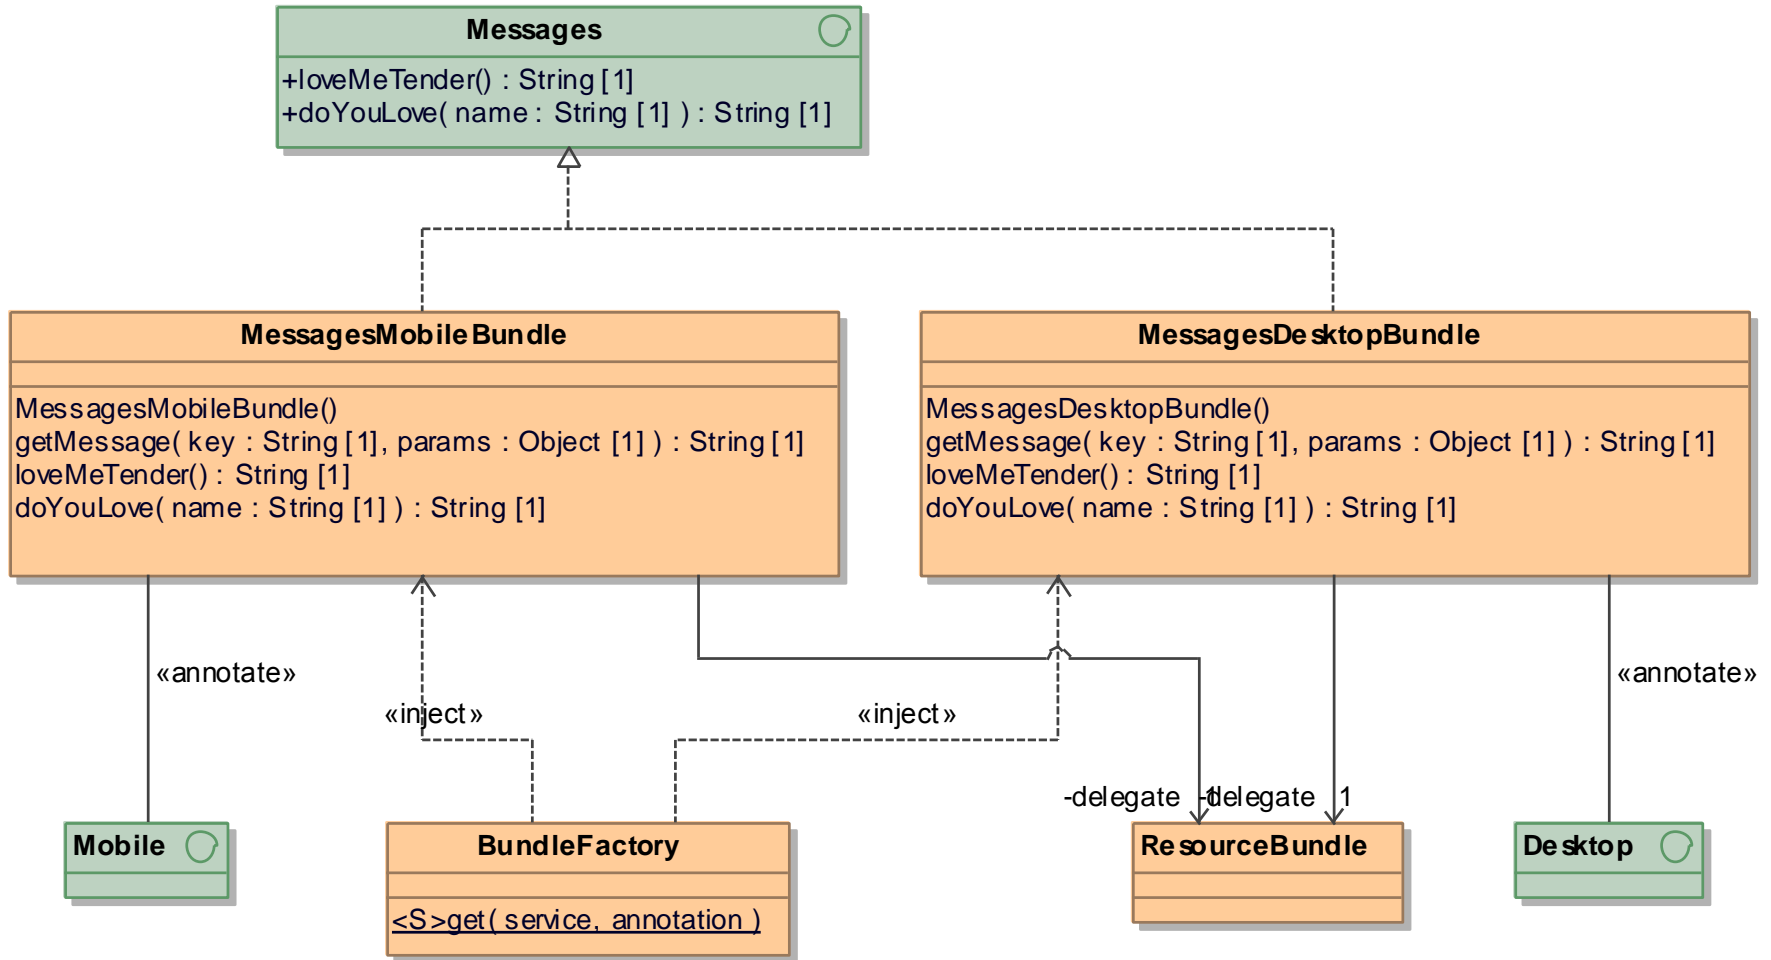 Messages
+loveMeTender() : String [1]
+doYouLove( name : String [1] ) : String [1]
MessagesMobileBundle
MessagesMobileBundle()
getMessage( key : String [1], params : Object [1] ) : String [1]
loveMeTender() : String [1]
doYouLove( name : String [1] ) : String [1]
MessagesDesktopBundle
MessagesDesktopBundle()
getMessage( key : String [1], params : Object [1] ) : String [1]
loveMeTender() : String [1]
doYouLove( name : String [1] ) : String [1]
«annotate»
«annotate»
«inject»
«inject»
-delegate 1
-delegate 1
Mobile
BundleFactory
<S>get( service, annotation )
ResourceBundle
Desktop